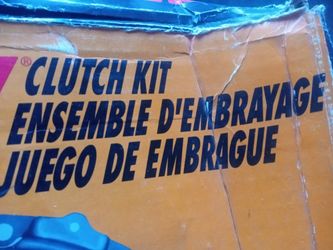 ® CLUTCH KIT
ENSEMBLE D'EMBRAYAGE
JUEGO DE EMBRAGUE